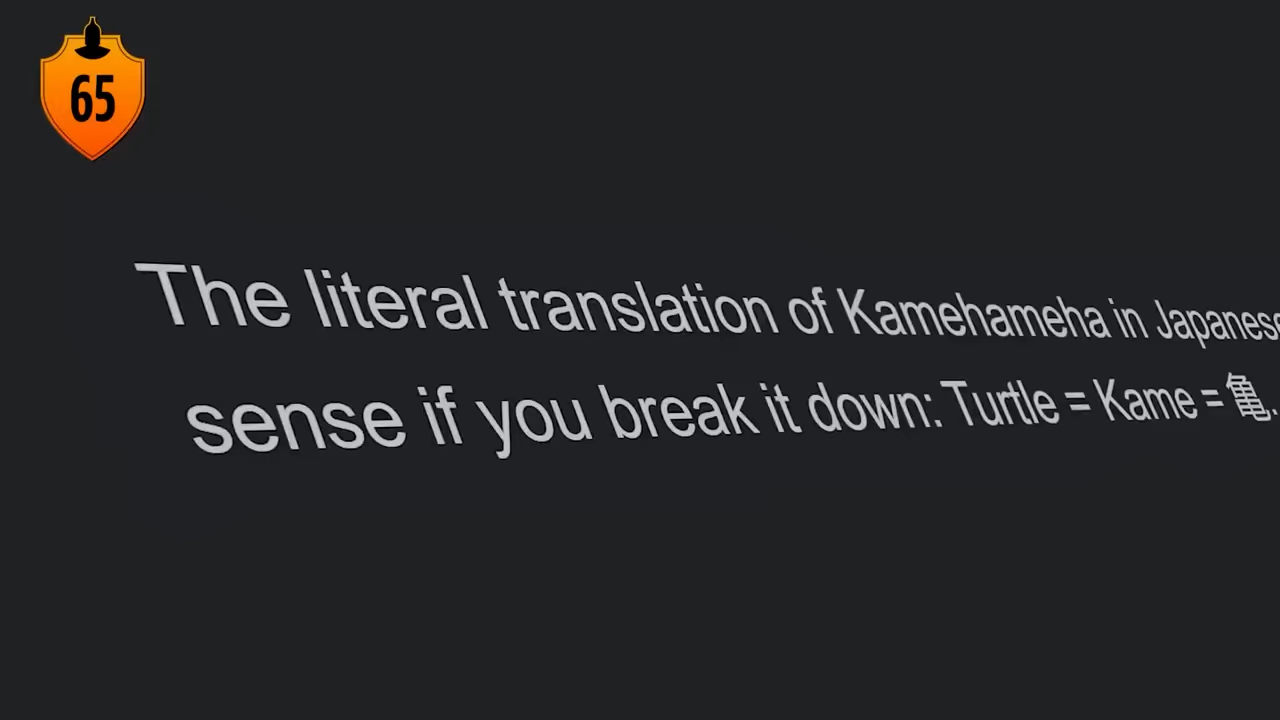 65
The literal translation of Kamehameha in Japanese
sense if you break it down: Turtle = Kame = 亀.